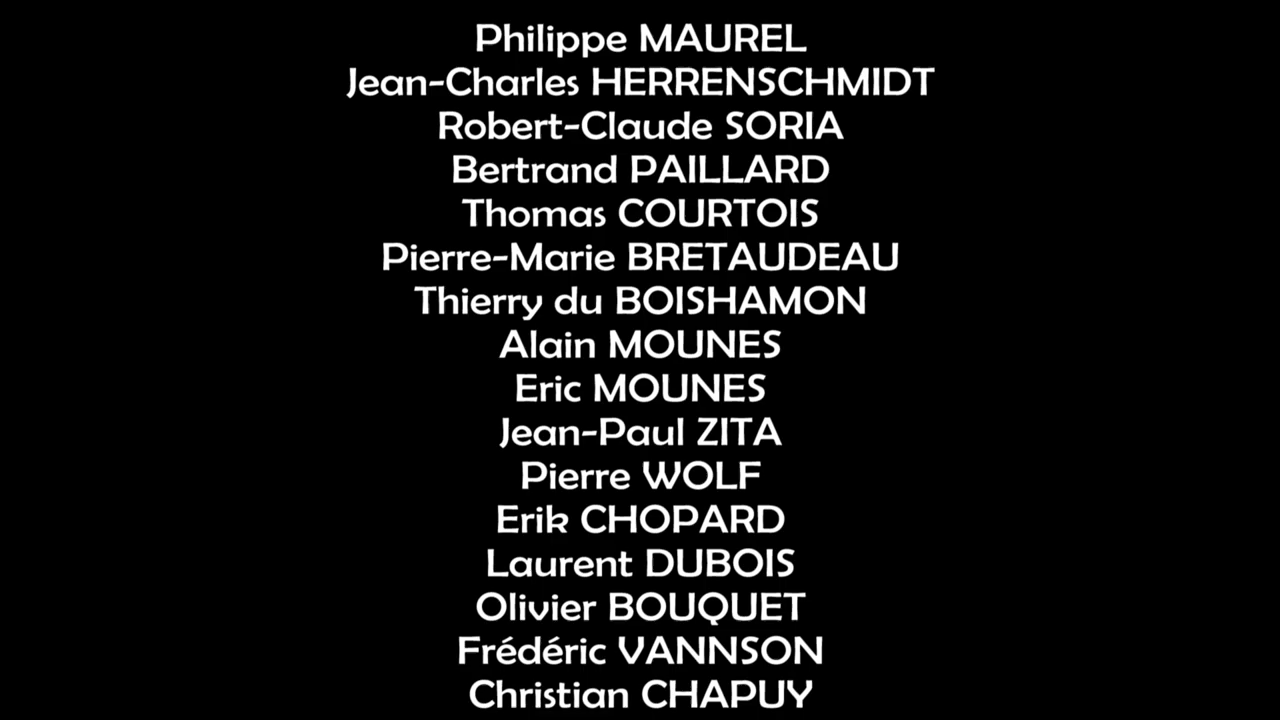 Philippe MAUREL
Jean-Charles HERRENSCHMIDT
Robert-Claude SORIA
Bertrand PAILLARD
Thomas COURTOIS
Pierre-Marie BRETAUDEAU
Thierry du BOISHAMON
Alain MOUNES
Eric MOUNES
Jean-Paul ZITA
Pierre WOLF
Erik CHOPARD
Laurent DUBOIS
Olivier BOUQUET
Frédéric VANNSON
Christian CHAPUY